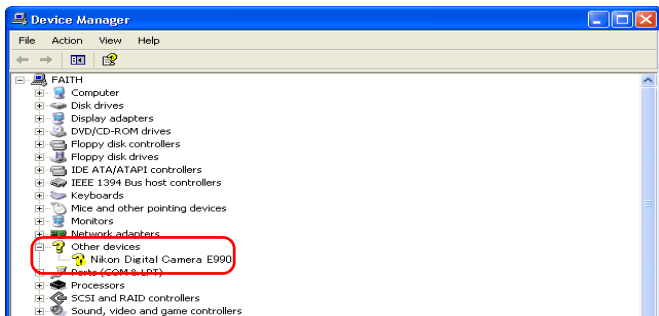 Device Manager
File Action View Help
FAITH
Computer
Disk drives
Display adapters
DVD/CD-ROM drives
Floppy disk controllers
Floppy disk drives
IDE ATA/ATAPI controllers
IEEE 1394 Bus host controllers
Keyboards
Mice and other pointing devices
Monitors
Network adapters
Other devices
Nikon Digital Camera E990
Ports (COM & LPT)
Processors
SCSI and RAID controllers
Sound, video and game controllers